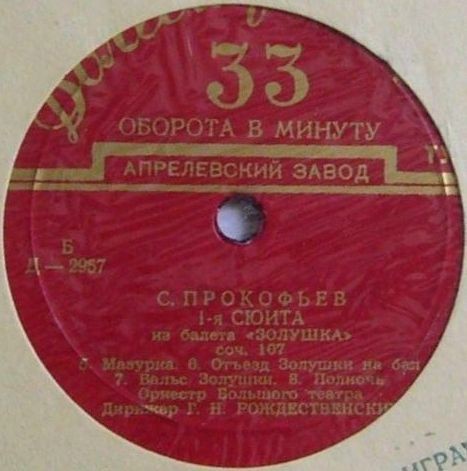 Долгоиграющая
33
ОБОРОТА В МИНУТУ
АПРЕЛЕВСКИЙ ЗАВОД
Б
Д — 2957
С. ПРОКОФЬЕВ
1-я СЮИТА
из балета «ЗОЛУШКА»
соч. 107
5. Мазурка. 6. Отъезд Золушки на бал
7. Вальс Золушки. 8. Полночь
Оркестр Большого театра
Дирижер Г. Н. РОЖДЕСТВЕНСКИЙ